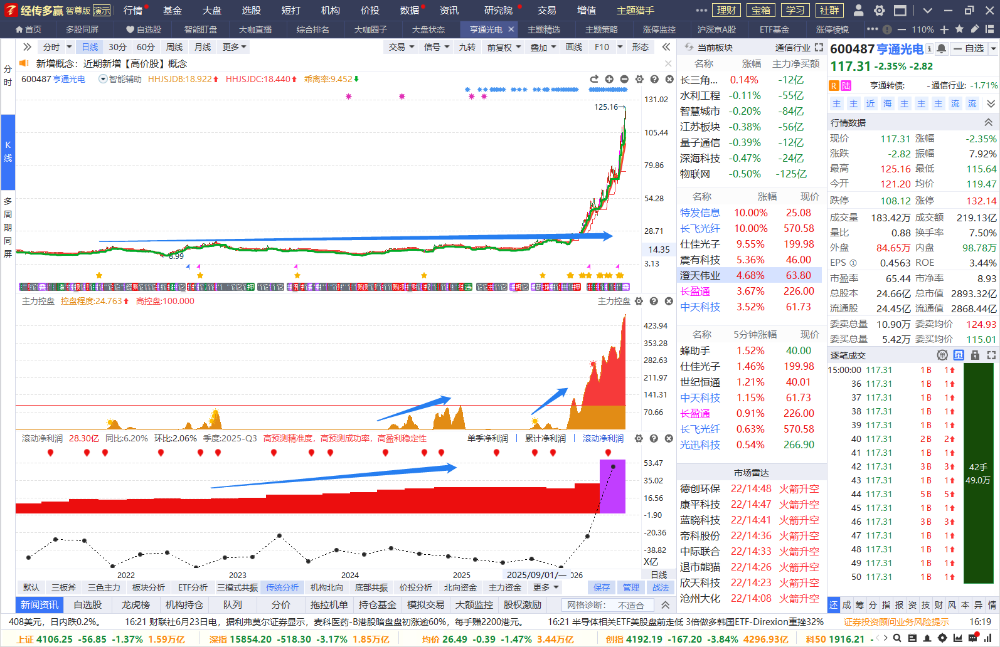 经传多赢 智尊版 演示 行情 基金 大盘 选股 短打 机构 价投 数据 资讯 研究院 交易 增值 主题猎手 理财 宝箱 学习 社群
首页 多股同屏 自选股 智能盯盘 大咖直播 综合排名 大咖圈子 大盘状态 亨通光电 主题精选 主题策略 涨停监控 沪深京A股 ETF基金 涨停棱镜 110%
分时 日线 30分 60分 周线 月线 更多 交易 信号 九转 前复权 叠加 画线 F10 形态
新增概念：近期新增【高价股】概念
600487 亨通光电 智能辅助 HHJSJDB:18.922 HHJSJDC:18.440 乖离率:9.452
分时
K线
多周期同屏
125.16
8.99
131.02
105.44
79.86
54.28
28.71
14.35
3.13
主力控盘 控盘程度:24.763 高控盘:100.000 主力控盘
423.94
353.28
282.63
211.97
141.31
70.66
滚动净利润 28.30亿 同比:6.20% 环比:2.06% 季度:2025-Q3 高预测精准度，高预测成功率，高盈利稳定性 单季净利润 累计净利润 滚动净利润
53.47
35.02
16.56
-1.90
-20.36
-38.82
X亿
2022 2023 2024 2025 2025/09/01/一 026 日线
默认 三板斧 三色主力 板块分析 ETF分析 三模式共振 传统分析 机构北向 底部共振 价投分析 北向资金 主力资金 更多 保存 管理 战法
新闻资讯 自选股 龙虎榜 机构持仓 队列 分价 拖拉机单 持仓基金 模拟交易 大额监控 股权激励 网格诊断： 不适合
当前板块 通信行业
名称 涨幅 主力净买额
长三角... 0.14% -12亿
水利工程 -0.11% -55亿
智慧城市 -0.20% -84亿
江苏板块 -0.38% -56亿
量子通信 -0.39% -12亿
深海科技 -0.47% -24亿
物联网 -0.50% -125亿
名称 涨幅 现价
特发信息 10.00% 25.08
长飞光纤 10.00% 570.58
仕佳光子 9.55% 199.98
震有科技 5.36% 46.00
澄天伟业 4.68% 63.80
长盈通 3.67% 226.00
中天科技 3.52% 61.73
名称 5分钟涨幅 现价
蜂助手 1.52% 40.00
仕佳光子 1.46% 199.98
世纪恒通 1.21% 40.01
中天科技 1.15% 61.73
长盈通 0.91% 226.00
长飞光纤 0.63% 570.58
光迅科技 0.54% 266.90
市场雷达
德创环保 22/14:48 火箭升空
康平科技 22/14:47 火箭升空
蓝晓科技 22/14:41 火箭升空
帝科股份 22/14:36 火箭升空
中际联合 22/14:33 火箭升空
退市熊猫 22/14:26 火箭升空
欣天科技 22/14:23 火箭升空
沧州大化 22/14:08 火箭升空
600487 亨通光电 自选
117.31 -2.35% -2.82
R 陆 亨通转债: - 通信行业: -1.71%
主 主 近 海 主 主 主 流 流
行情数据
现价 117.31 涨幅 -2.35%
涨跌 -2.82 振幅 7.92%
最高 125.16 最低 115.64
今开 121.20 均价 119.47
跌停 108.12 涨停 132.14
成交量 183.42万 成交额 219.13亿
量比 0.88 换手率 7.50%
外盘 84.65万 内盘 98.78万
EPS ① 0.4563 ROE 3.44%
市盈率 65.44 市净率 8.93
总股本 24.66亿 总市值 2893.32亿
流通股 24.45亿 流通值 2868.44亿
委卖总量 10.90万 委卖均价 124.93
委买总量 5.42万 委买均价 115.01
逐笔成交 量
15:00:00 117.31 1 B 1
36 117.31 1 B 1
37 117.31 1 B 1
38 117.31 1 B 1
39 117.31 1 B 1
40 117.31 2 B 2
41 117.31 1 B 1
42 117.31 3 B 3
43 117.31 1 B 1
44 117.31 5 B 5
45 117.31 1 B 1
46 117.31 3 B 3
47 117.31 1 B 1
48 117.31 1 B 1
49 117.31 1 B 1
50 117.31 1 B 1
42手
49.0万
还 成 筹 分 指 报 资 技 财 风 本 异 情
408美元，日内跌0.2%。 16:21 财联社6月23日电，据利弗莫尔证券显示，麦科医药-B港股暗盘盘初涨逾60%，每手赚2200港元。 16:21 半导体相关ETF美股盘前走低 3倍做多韩国ETF-Direxion重挫32% 证券投资顾问业务风险提示 16:19
上证 4106.25 -56.85 -1.37% 1.59万亿 深指 15854.20 -518.30 -3.17% 1.85万亿 均价 26.49 -0.39 -1.47% 3.44万亿 创指 4192.19 -167.20 -3.84% 4296.93亿 科50 1916.21